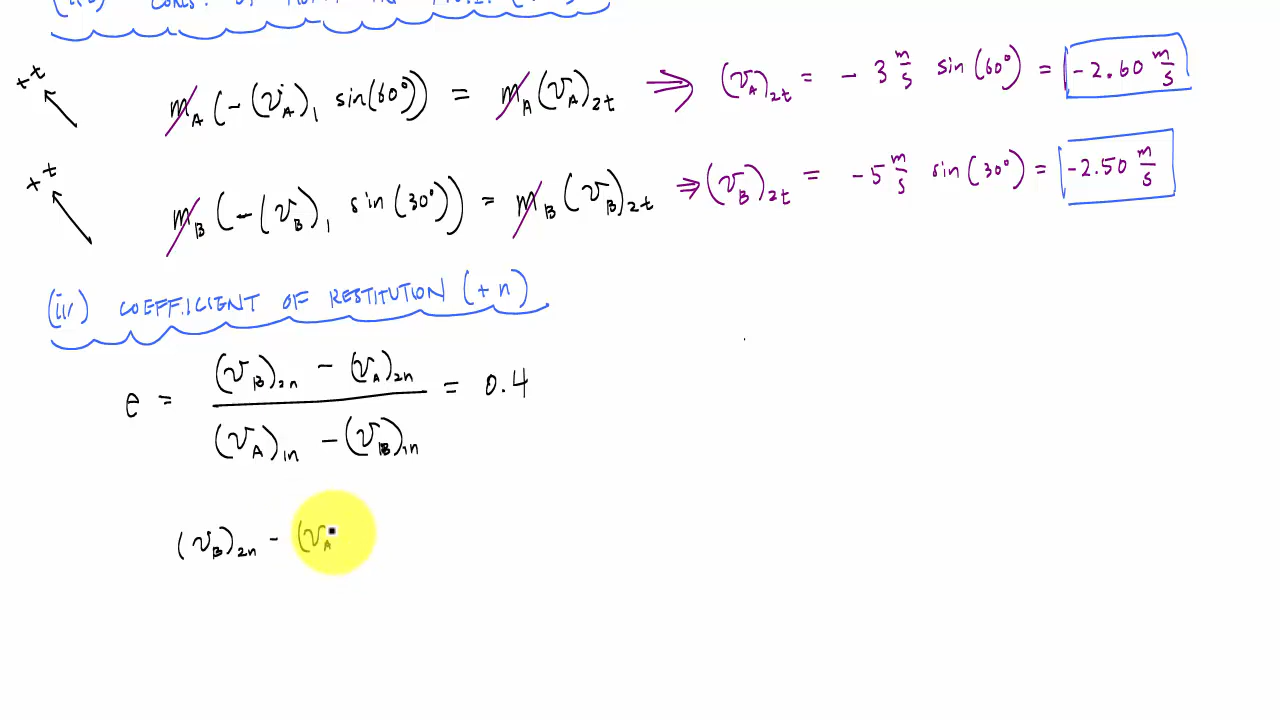 +t
m_A (-(v_A)_1 sin(60°)) = m_A (v_A)_2t ⇒ (v_A)_2t = - 3 m/s sin(60°) = -2.60 m/s
+t
m_B (-(v_B)_1 sin(30°)) = m_B (v_B)_2t ⇒ (v_B)_2t = -5 m/s sin(30°) = -2.50 m/s
(iv) COEFFICIENT OF RESTITUTION (+n)
e = ((v_B)_2n - (v_A)_2n) / ((v_A)_1n - (v_B)_1n) = 0.4
(v_B)_2n - (v_A